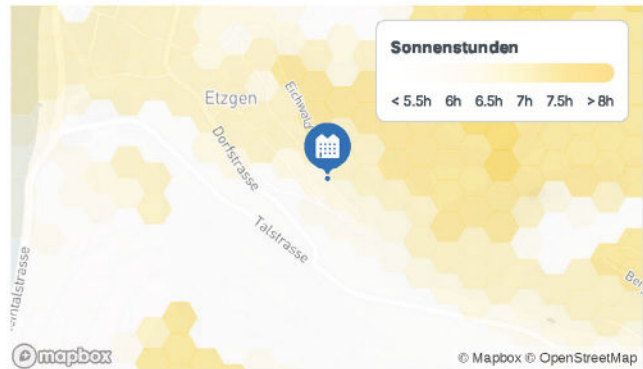 Sonnenstunden
< 5.5h 6h 6.5h 7h 7.5h > 8h
Etzgen
Eichwald
Dorfstrasse
Talstrasse
mapbox
© Mapbox © OpenStreetMap